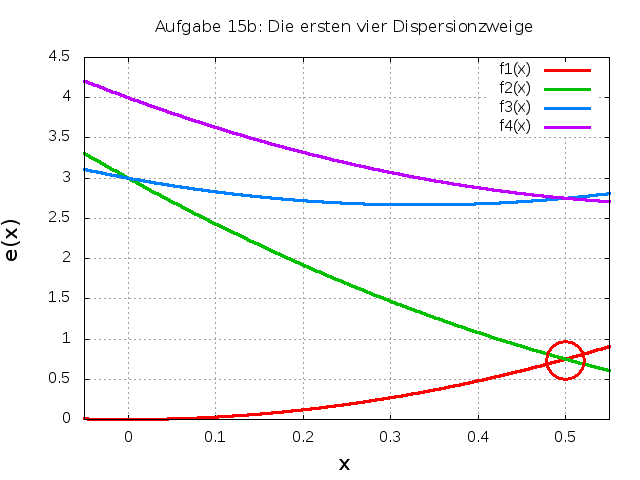 Aufgabe 15b: Die ersten vier Dispersionzweige
f1(x)
f2(x)
f3(x)
f4(x)
4.5
4
3.5
3
2.5
2
1.5
1
0.5
0
e(x)
0
0.1
0.2
0.3
0.4
0.5
x